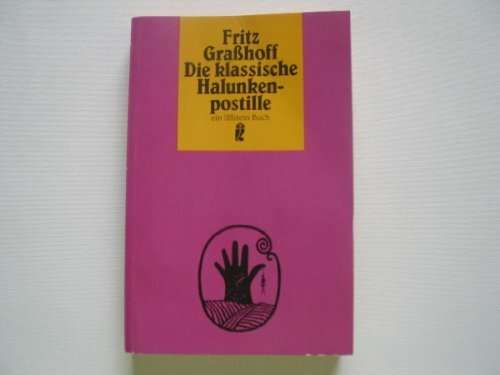 Fritz
Graßhoff
Die klassische
Halunken-
postille
ein Ullstein Buch